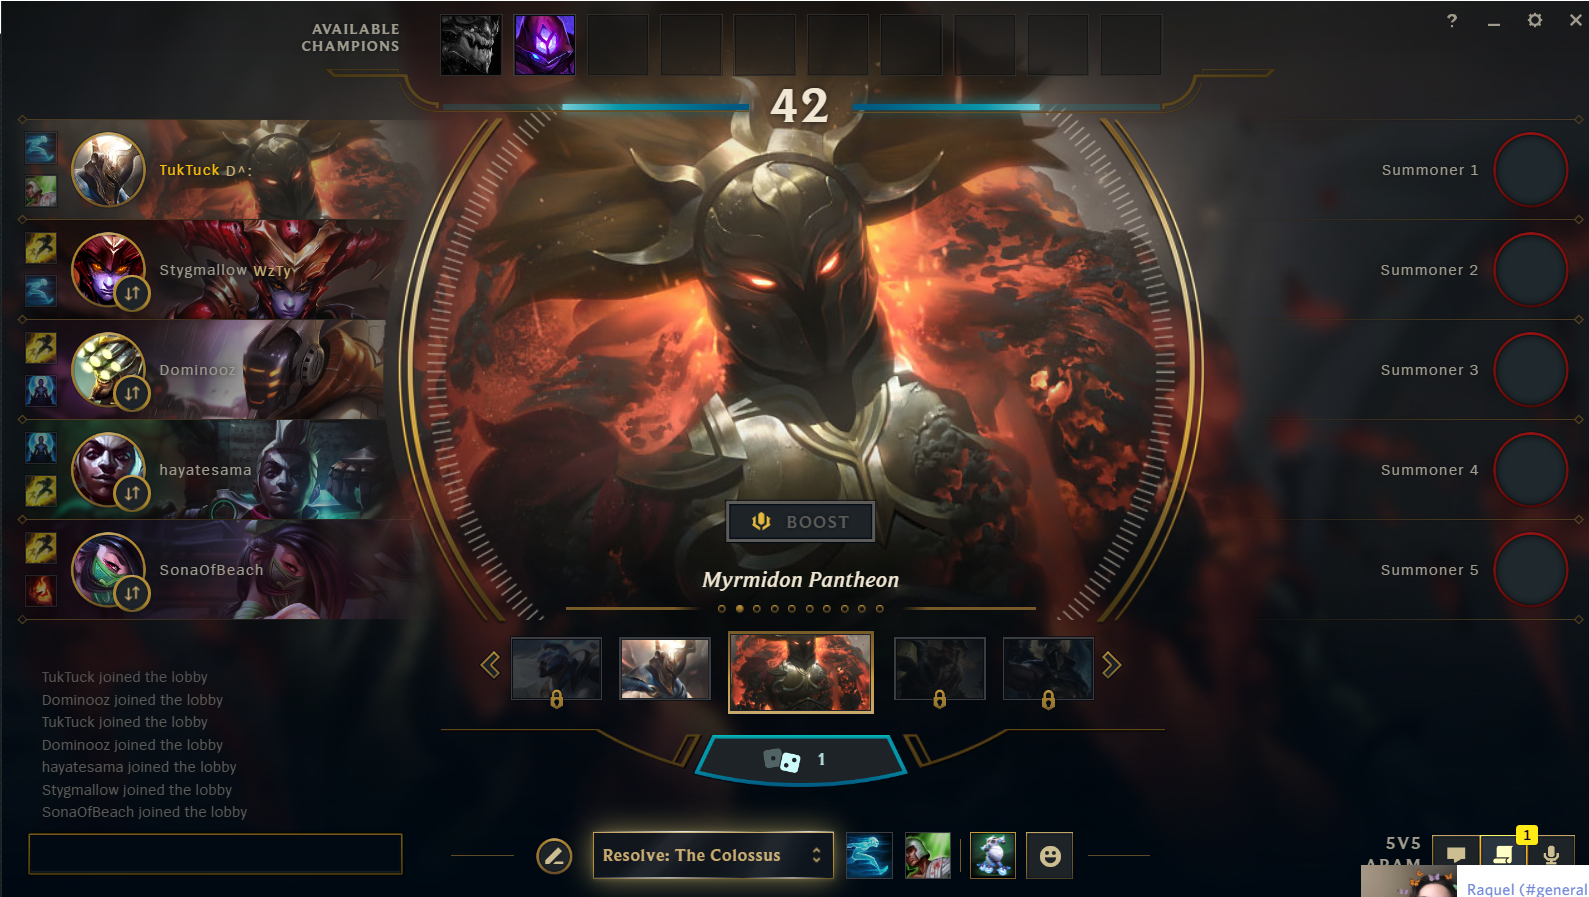 AVAILABLE
CHAMPIONS
?
42
TukTuck D^:
Stygmallow WzTy
Dominooz
hayatesama
SonaOfBeach
Summoner 1
Summoner 2
Summoner 3
Summoner 4
Summoner 5
BOOST
Myrmidon Pantheon
1
TukTuck joined the lobby
Dominooz joined the lobby
TukTuck joined the lobby
Dominooz joined the lobby
hayatesama joined the lobby
Stygmallow joined the lobby
SonaOfBeach joined the lobby
Resolve: The Colossus
5V5
ARAM
1
Raquel (#general